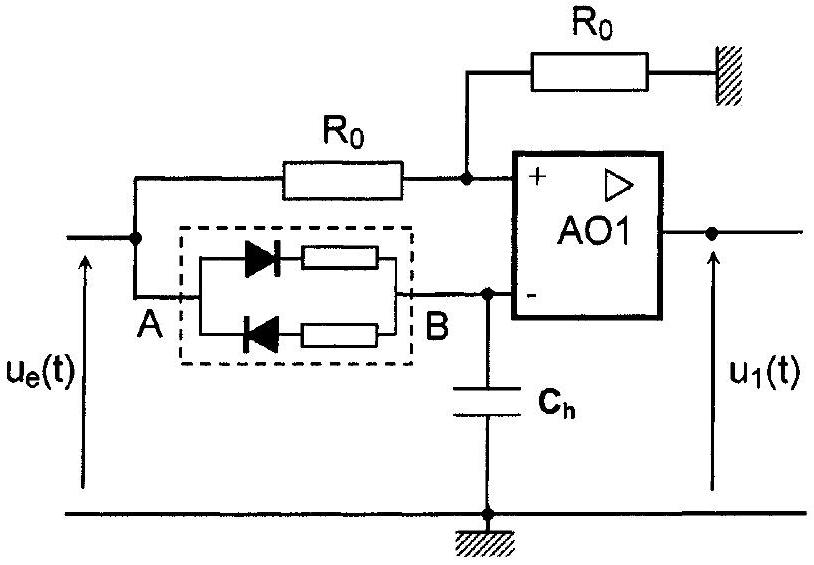 R₀
R₀
+
▷
AO1
-
A
B
uₑ(t)
Cₕ
u₁(t)